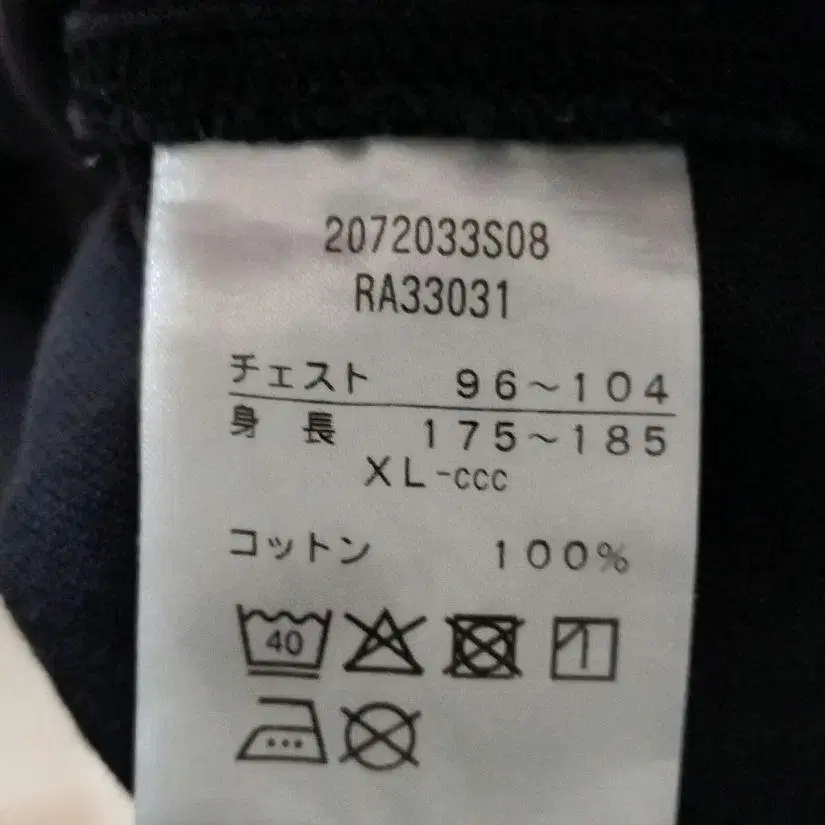 2072033S08
RA33031
チェスト 96～104
身長 175～185
XL-ccc
コットン 100%
40